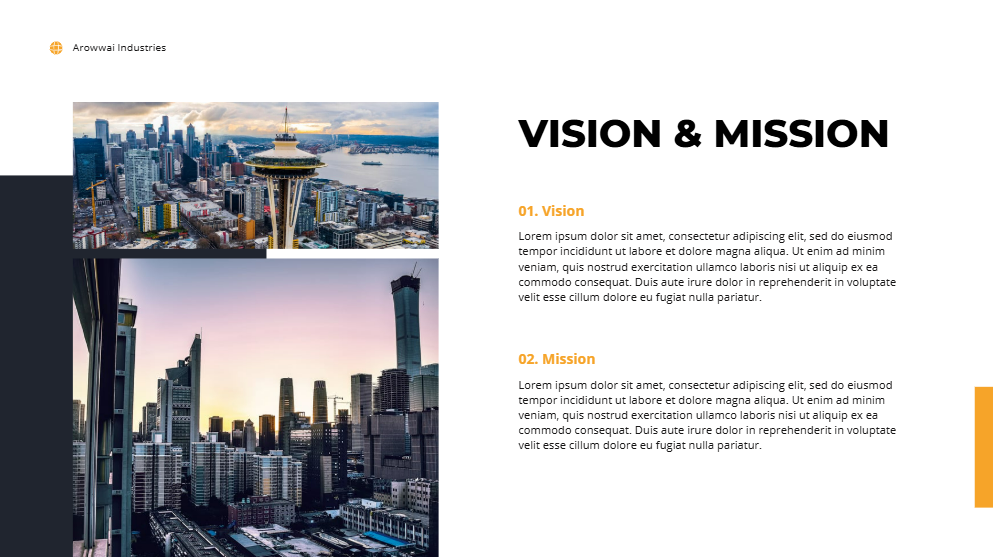 Arowwai Industries
VISION & MISSION
01. Vision
Lorem ipsum dolor sit amet, consectetur adipiscing elit, sed do eiusmod
tempor incididunt ut labore et dolore magna aliqua. Ut enim ad minim
veniam, quis nostrud exercitation ullamco laboris nisi ut aliquip ex ea
commodo consequat. Duis aute irure dolor in reprehenderit in voluptate
velit esse cillum dolore eu fugiat nulla pariatur.
02. Mission
Lorem ipsum dolor sit amet, consectetur adipiscing elit, sed do eiusmod
tempor incididunt ut labore et dolore magna aliqua. Ut enim ad minim
veniam, quis nostrud exercitation ullamco laboris nisi ut aliquip ex ea
commodo consequat. Duis aute irure dolor in reprehenderit in voluptate
velit esse cillum dolore eu fugiat nulla pariatur.